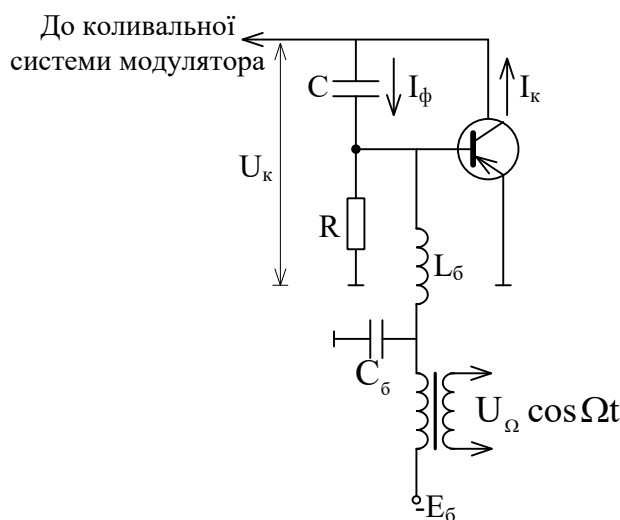 До коливальної
системи модулятора
C
Iф
Iк
Uк
R
Lб
Cб
UΩ cosΩt
-Eб